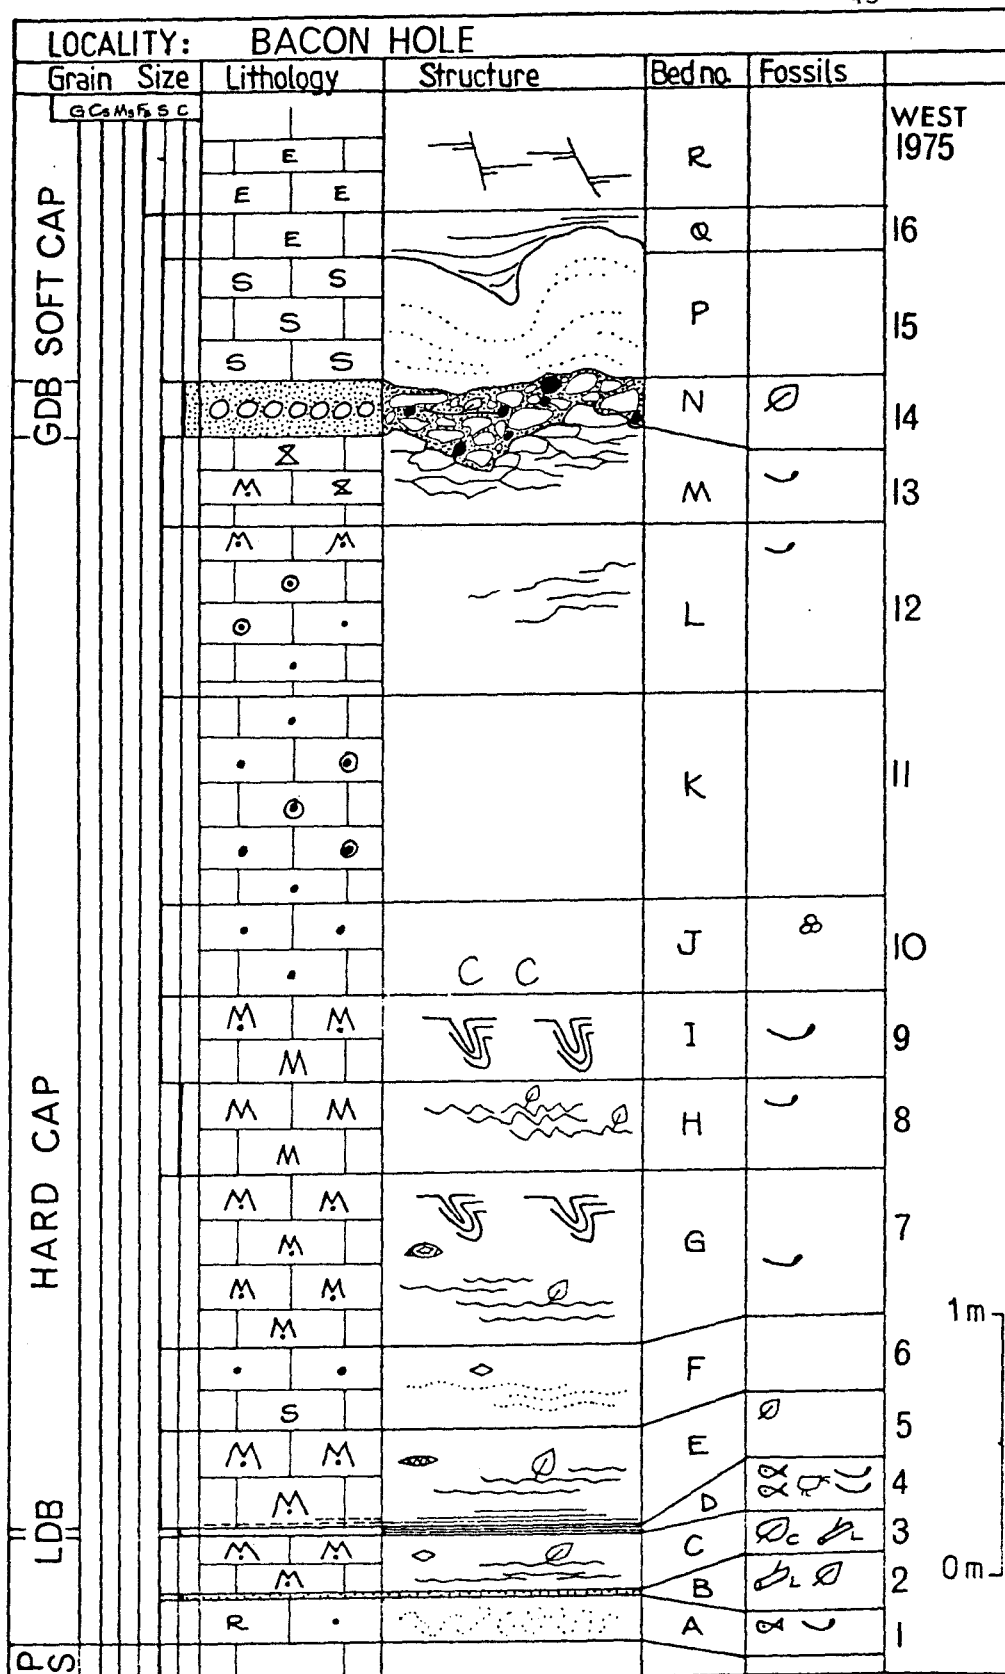 LOCALITY: BACON HOLE
Grain Size Lithology Structure Bed no. Fossils
G Cs Ms Fs S C
WEST
1975
E R
E E
E Q 16
S S
S P 15
S S
SOFT CAP
GDB
N 14
M M 13
M M
L 12
K 11
J 10
C C
M M I 9
M
M M H 8
M
M M
M G 7
M M
M
HARD CAP
1m
F 6
S
M M E 5
M D 4
LDB
M M C C L 3
M B L 2
0m
R A 1
P
S